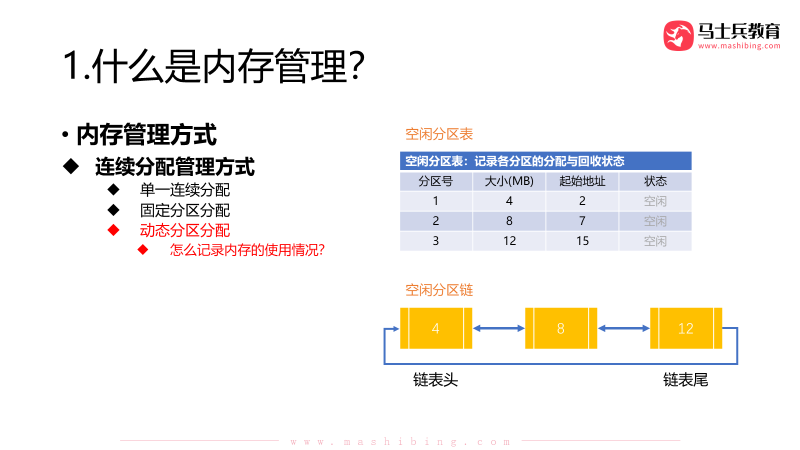 马士兵教育
www.mashibing.com
1.什么是内存管理？
• 内存管理方式
◆ 连续分配管理方式
◆ 单一连续分配
◆ 固定分区分配
◆ 动态分区分配
◆ 怎么记录内存的使用情况？
空闲分区表
空闲分区表：记录各分区的分配与回收状态
分区号 大小(MB) 起始地址 状态
1 4 2 空闲
2 8 7 空闲
3 12 15 空闲
空闲分区链
4 8 12
链表头 链表尾
www.mashibing.com